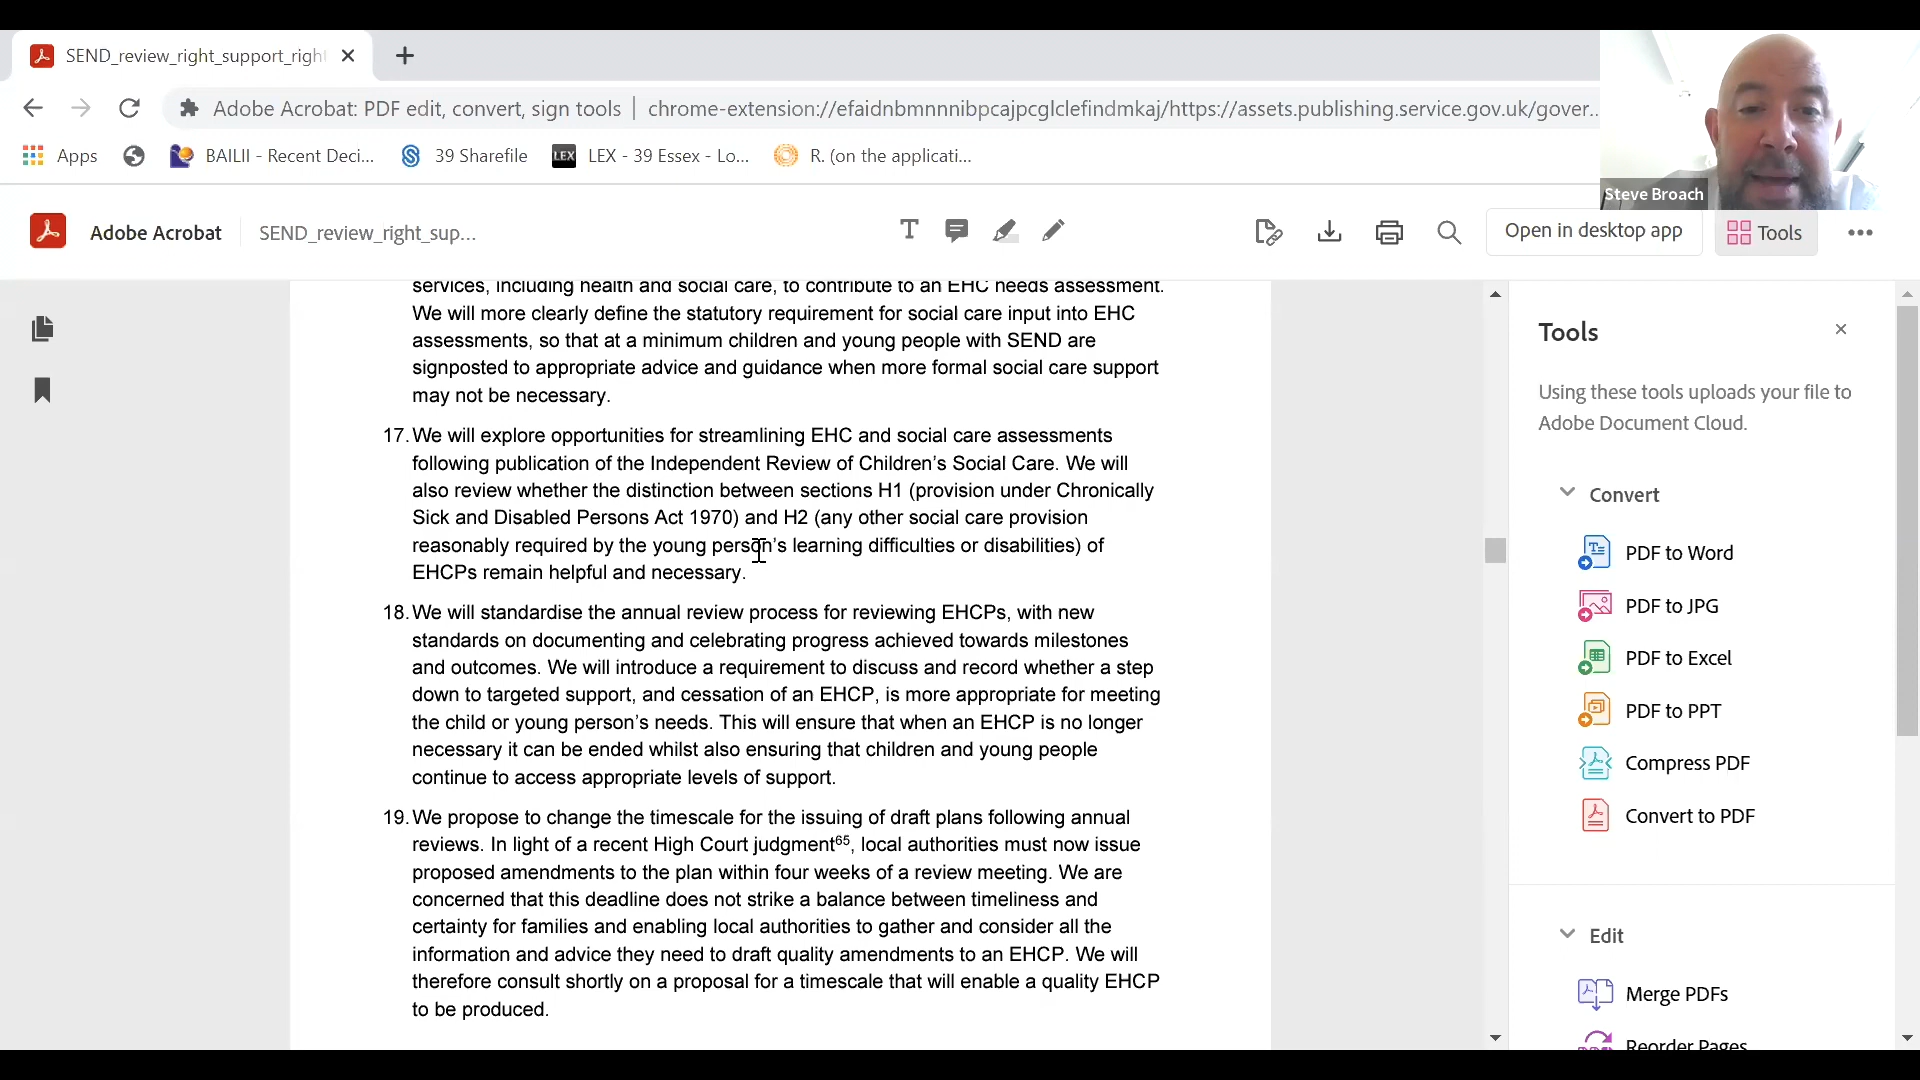 SEND_review_right_support_right
Adobe Acrobat: PDF edit, convert, sign tools | chrome-extension://efaidnbmnnnibpcajpcglclefindmkaj/https://assets.publishing.service.gov.uk/gover...
Apps
BAILII - Recent Deci...
39 Sharefile
LEX
LEX - 39 Essex - Lo...
R. (on the applicati...
Steve Broach
Adobe Acrobat
SEND_review_right_sup...
Open in desktop app
Tools
services, including health and social care, to contribute to an EHC needs assessment.
We will more clearly define the statutory requirement for social care input into EHC
assessments, so that at a minimum children and young people with SEND are
signposted to appropriate advice and guidance when more formal social care support
may not be necessary.
17. We will explore opportunities for streamlining EHC and social care assessments
following publication of the Independent Review of Children's Social Care. We will
also review whether the distinction between sections H1 (provision under Chronically
Sick and Disabled Persons Act 1970) and H2 (any other social care provision
reasonably required by the young person's learning difficulties or disabilities) of
EHCPs remain helpful and necessary.
18. We will standardise the annual review process for reviewing EHCPs, with new
standards on documenting and celebrating progress achieved towards milestones
and outcomes. We will introduce a requirement to discuss and record whether a step
down to targeted support, and cessation of an EHCP, is more appropriate for meeting
the child or young person's needs. This will ensure that when an EHCP is no longer
necessary it can be ended whilst also ensuring that children and young people
continue to access appropriate levels of support.
19. We propose to change the timescale for the issuing of draft plans following annual
reviews. In light of a recent High Court judgment65, local authorities must now issue
proposed amendments to the plan within four weeks of a review meeting. We are
concerned that this deadline does not strike a balance between timeliness and
certainty for families and enabling local authorities to gather and consider all the
information and advice they need to draft quality amendments to an EHCP. We will
therefore consult shortly on a proposal for a timescale that will enable a quality EHCP
to be produced.
Tools
Using these tools uploads your file to
Adobe Document Cloud.
Convert
PDF to Word
PDF to JPG
PDF to Excel
PDF to PPT
Compress PDF
Convert to PDF
Edit
Merge PDFs
Reorder Pages